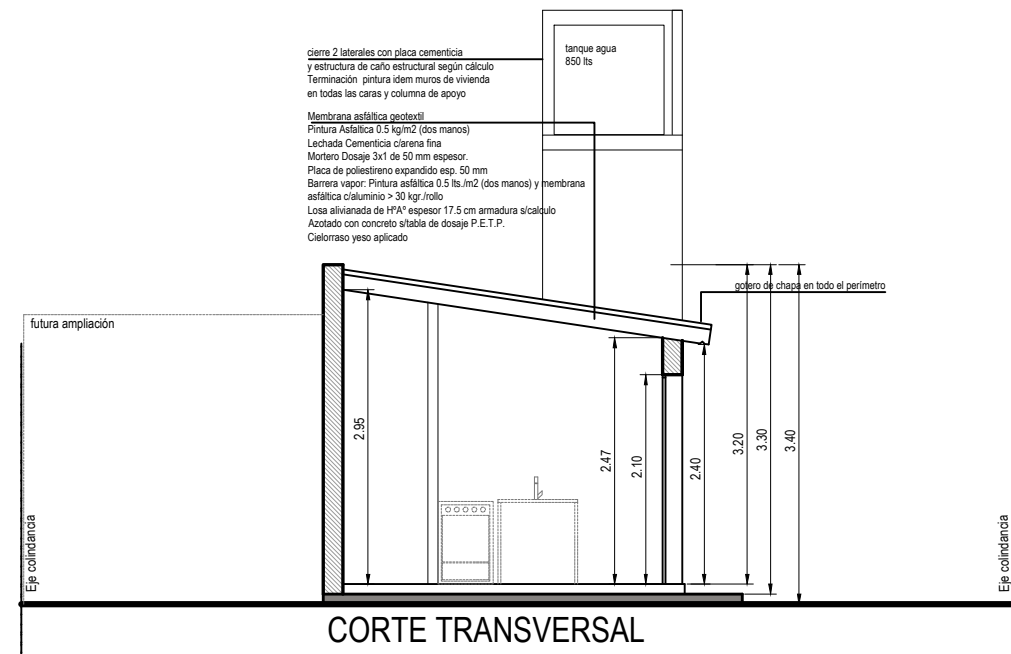 tanque agua
850 lts
cierre 2 laterales con placa cementicia
y estructura de caño estructural según cálculo
Terminación pintura idem muros de vivienda
en todas las caras y columna de apoyo
Membrana asfáltica geotextil
Pintura Asfaltica 0.5 kg/m2 (dos manos)
Lechada Cementicia c/arena fina
Mortero Dosaje 3x1 de 50 mm espesor.
Placa de poliestireno expandido esp. 50 mm
Barrera vapor: Pintura asfáltica 0.5 lts./m2 (dos manos) y membrana
asfáltica c/aluminio > 30 kgr./rollo
Losa alivianada de HºAº espesor 17.5 cm armadura s/calculo
Azotado con concreto s/tabla de dosaje P.E.T.P.
Cielorraso yeso aplicado
gotero de chapa en todo el perímetro
futura ampliación
2.95
2.47
2.10
2.40
3.20
3.30
3.40
Eje colindancia
Eje colindancia
CORTE TRANSVERSAL